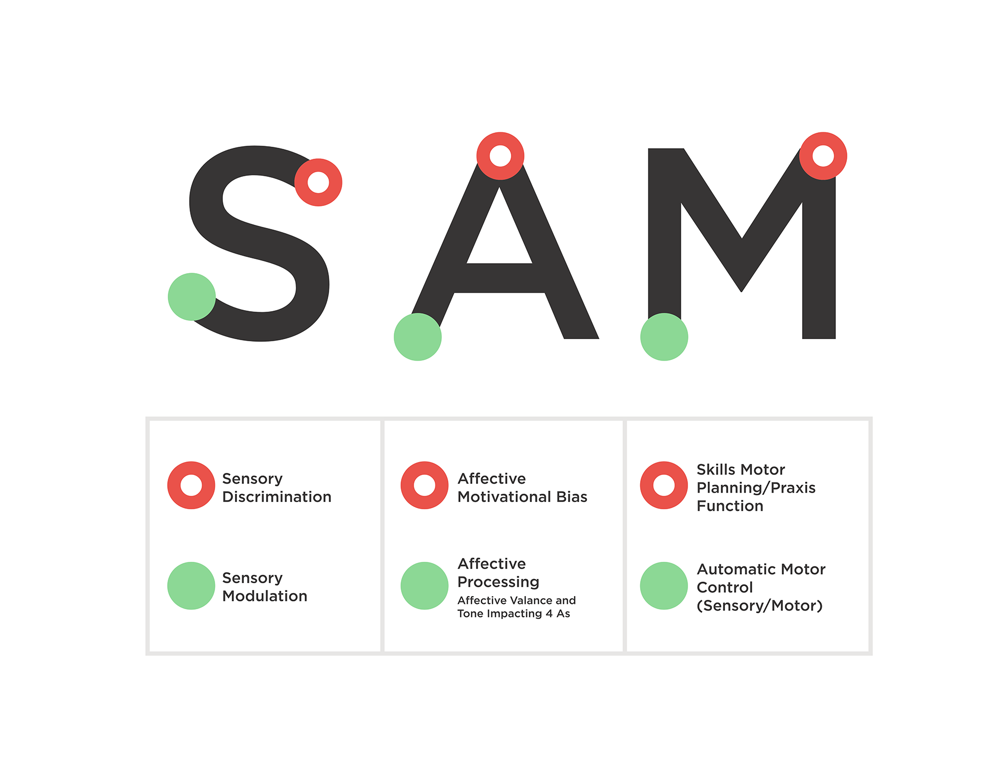 SAM
Sensory
Discrimination
Sensory
Modulation
Affective
Motivational Bias
Affective
Processing
Affective Valance and
Tone Impacting 4 As
Skills Motor
Planning/Praxis
Function
Automatic Motor
Control
(Sensory/Motor)